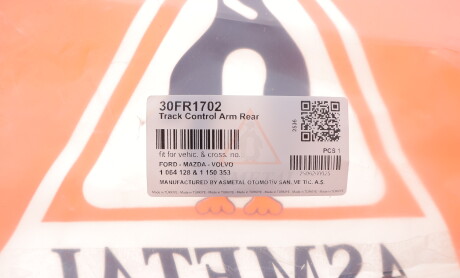 30FR1702
Track Control Arm Rear
fit for vehic. & cross. no.
PCS 1
FORD - MAZDA - VOLVO
1 064 128 & 1 150 353
MANUFACTURED BY ASMETAL OTOMOTIV SAN. VE TIC. A.S.
ASMETAL